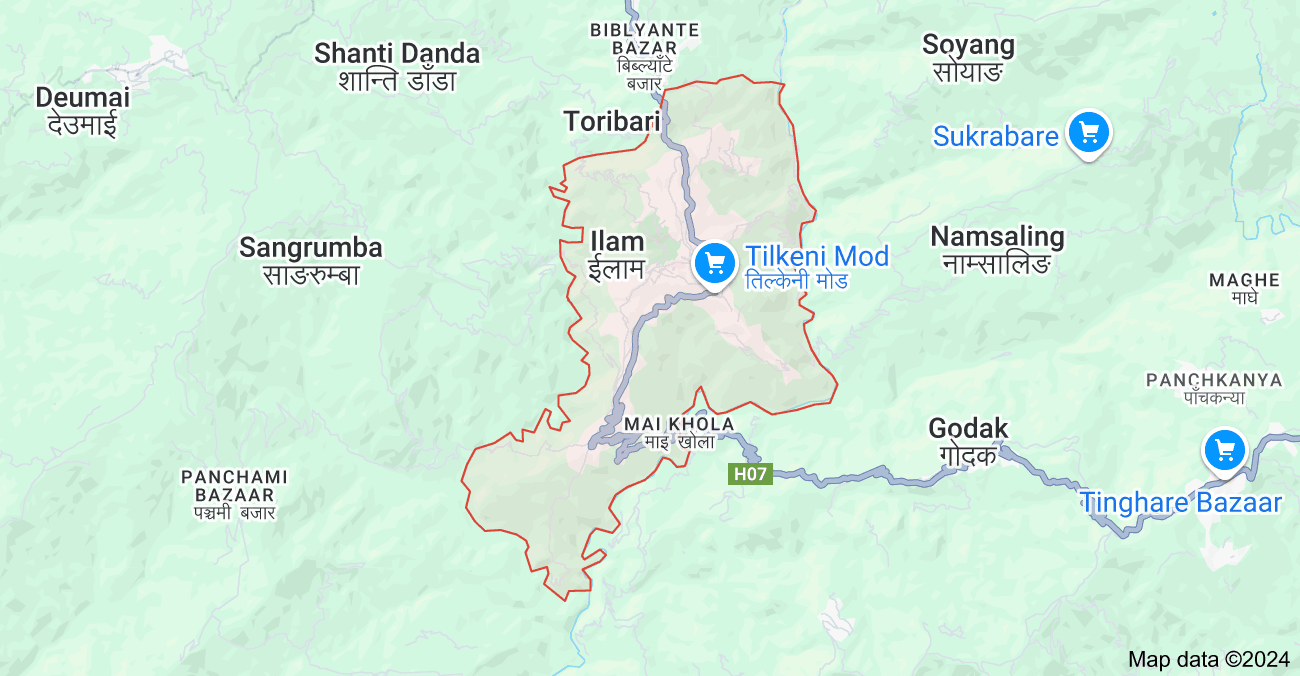 BIBLYANTE
BAZAR
बिब्ल्याँटे
बजार
Soyang
सोयाङ
Shanti Danda
शान्ति डाँडा
Deumai
देउमाई
Toribari
Sukrabare
Ilam
ईलाम
Sangrumba
साङरुम्बा
Tilkeni Mod
तिल्केनी मोड
Namsaling
नाम्सालिङ
MAGHE
माघे
PANCHKANYA
पाँचकन्या
MAI KHOLA
माइ खोला
Godak
गोदक
H07
PANCHAMI
BAZAAR
पञ्चमी बजार
Tinghare Bazaar
Map data ©2024